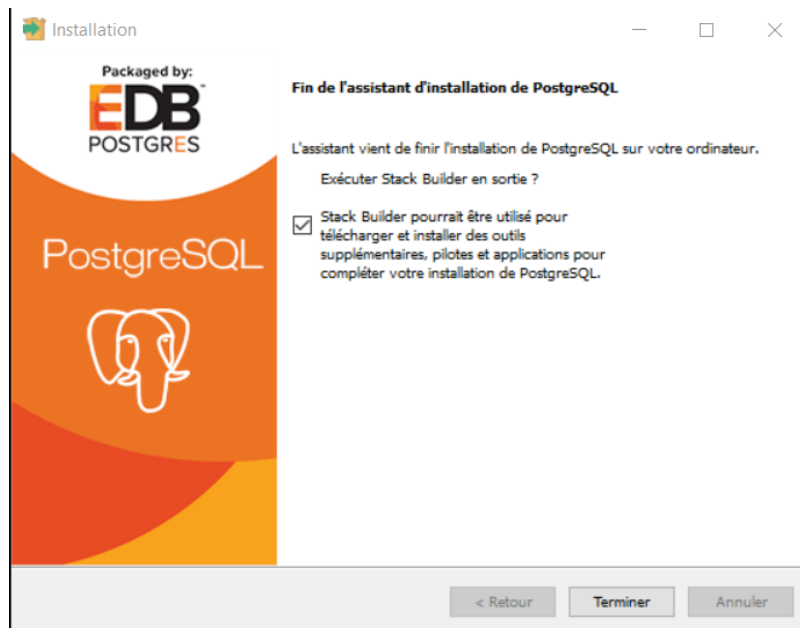 Installation
Packaged by:
EDB
POSTGRES
PostgreSQL
Fin de l'assistant d'installation de PostgreSQL
L'assistant vient de finir l'installation de PostgreSQL sur votre ordinateur.
Exécuter Stack Builder en sortie ?
Stack Builder pourrait être utilisé pour
télécharger et installer des outils
supplémentaires, pilotes et applications pour
compléter votre installation de PostgreSQL.
< Retour
Terminer
Annuler